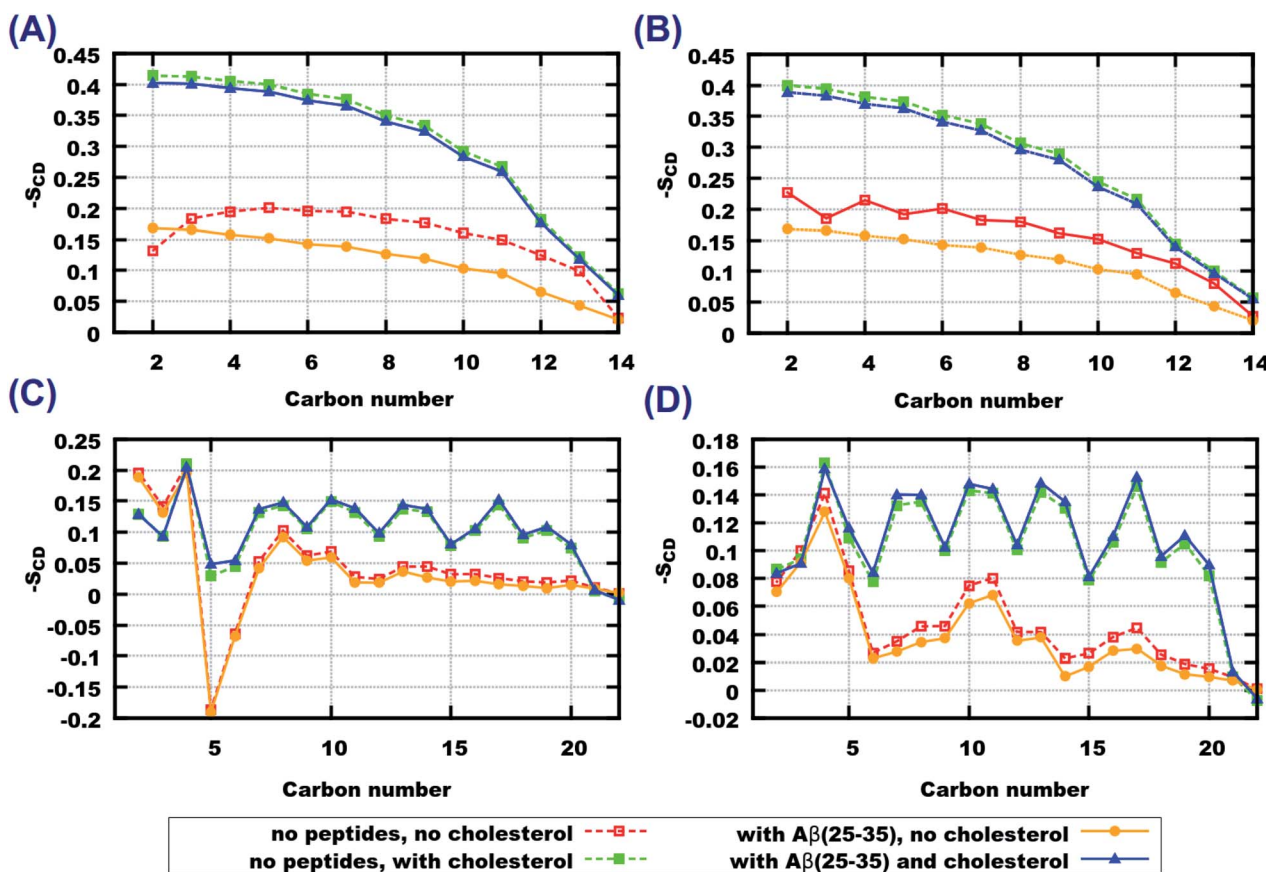 (A)
-S_CD
0.45
0.4
0.35
0.3
0.25
0.2
0.15
0.1
0.05
0
2 4 6 8 10 12 14
Carbon number
(B)
-S_CD
0.45
0.4
0.35
0.3
0.25
0.2
0.15
0.1
0.05
0
2 4 6 8 10 12 14
Carbon number
(C)
-S_CD
0.25
0.2
0.15
0.1
0.05
0
-0.05
-0.1
-0.15
-0.2
5 10 15 20
Carbon number
(D)
-S_CD
0.18
0.16
0.14
0.12
0.1
0.08
0.06
0.04
0.02
0
-0.02
5 10 15 20
Carbon number
no peptides, no cholesterol
no peptides, with cholesterol
with Aβ(25-35), no cholesterol
with Aβ(25-35) and cholesterol